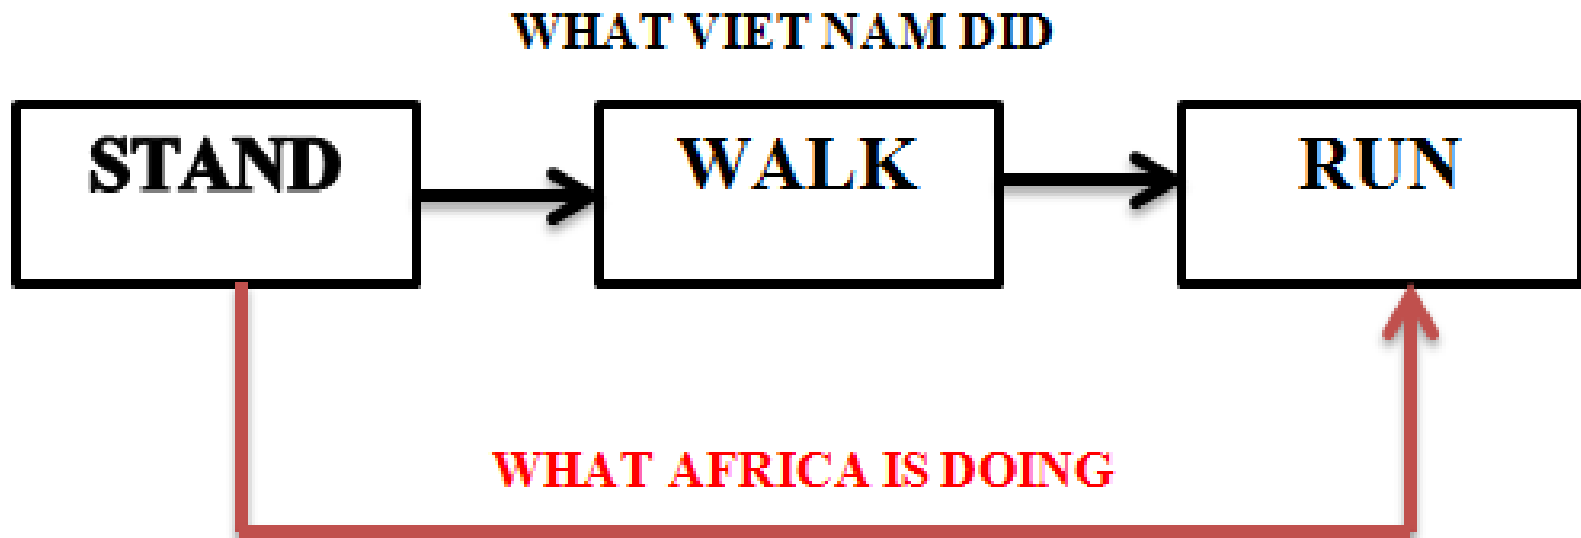 WHAT VIET NAM DID
STAND
WALK
RUN
WHAT AFRICA IS DOING